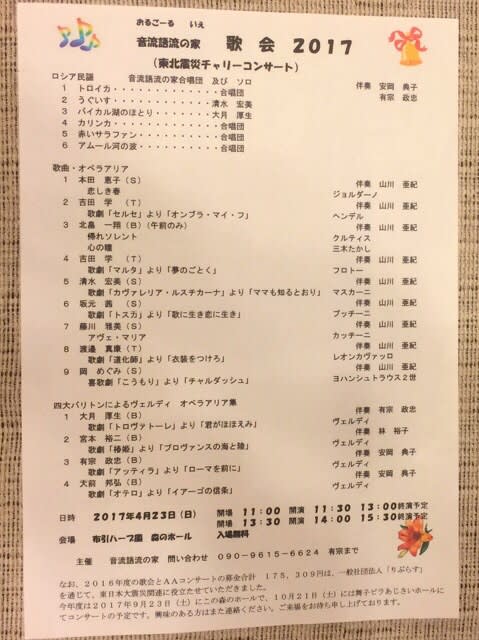 おるごーる いえ
音流語流の家 歌会 2017
(東北震災チャリーコンサート)
ロシア民謡 音流語流の家合唱団 及び ソロ 伴奏 安岡 典子
1 トロイカ・・・・・・・・・・・・合唱団 有宗 政忠
2 うぐいす・・・・・・・・・・・・清水 宏美
3 バイカル湖のほとり・・・・・・・大月 厚生
4 カリンカ・・・・・・・・・・・・合唱団
5 赤いサラファン・・・・・・・・・合唱団
6 アムール河の波・・・・・・・・・合唱団
歌曲・オペラアリア
1 本田 恵子(S) 伴奏 山川 亜紀
悲しき春 ジョルダーノ
2 吉田 学(T) 伴奏 山川 亜紀
歌劇「セルセ」より「オンブラ・マイ・フ」 ヘンデル
3 北畠 一翔(B)(午前のみ) 伴奏 山川 亜紀
帰れソレント クルティス
心の瞳 三木たかし
4 吉田 学(T) 伴奏 山川 亜紀
歌劇「マルタ」より「夢のごとく」 フロトー
5 清水 宏美(S) 伴奏 山川 亜紀
歌劇「カヴァレリア・ルスチカーナ」より「ママも知るとおり」 マスカーニ
6 坂元 茜(S) 伴奏 山川 亜紀
歌劇「トスカ」より「歌に生き恋に生き」 プッチーニ
7 藤川 雅美(S) 伴奏 山川 亜紀
アヴェ・マリア カッチーニ
8 渡邉 真康(T) 伴奏 山川 亜紀
歌劇「道化師」より「衣装をつけろ」 レオンカヴァッロ
9 岡 めぐみ(S) 伴奏 山川 亜紀
喜歌劇「こうもり」より「チャルダッシュ」 ヨハンシュトラウス2世
四大バリトンによるヴェルディ オペラアリア集
1 大月 厚生(B) 伴奏 有宗 政忠
歌劇「トロヴァトーレ」より「君がほほえみ」 ヴェルディ
2 宮本 裕二(B) 伴奏 林 裕子
歌劇「椿姫」より「プロヴァンスの海と陸」 ヴェルディ
3 有宗 政忠(B) 伴奏 安岡 典子
歌劇「アッティラ」より「ローマを前に」 ヴェルディ
4 大前 邦弘(B) 伴奏 安岡 典子
歌劇「オテロ」より「イアーゴの信条」 ヴェルディ
日時 2017年4月23日(日) 開場 11:00 開演 11:30 13:00終演予定
開場 13:30 開演 14:00 15:30終演予定
会場 布引ハーブ園 森のホール 入場無料
主催 音流語流の家 問い合わせ 090-9615-6624 有宗まで
なお、2016年度の歌会とAAコンサートの募金合計 175,309円は、一般社団法人「りぷらす」
を通じて、東日本大震災関連に役立たせていただきました。
今年度は2017年9月23日(土)にこの森のホールで、10月21日(土)には舞子ビラあじさいホールに
てコンサートの予定です。興味のある方はまた連絡ください。ご来場をお待ち申し上げております。